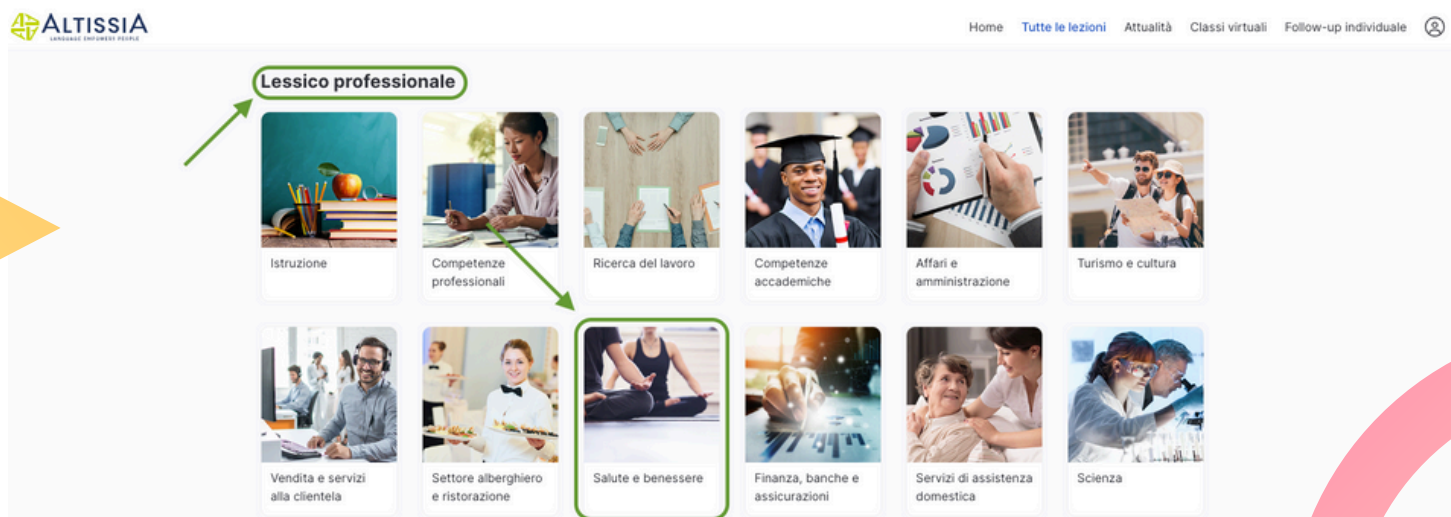 ALTISSIA
LANGUAGE EMPOWERS PEOPLE
Home Tutte le lezioni Attualità Classi virtuali Follow-up individuale
Lessico professionale
Istruzione
Competenze
professionali
Ricerca del lavoro
Competenze
accademiche
Affari e
amministrazione
Turismo e cultura
Vendita e servizi
alla clientela
Settore alberghiero
e ristorazione
Salute e benessere
Finanza, banche e
assicurazioni
Servizi di assistenza
domestica
Scienza